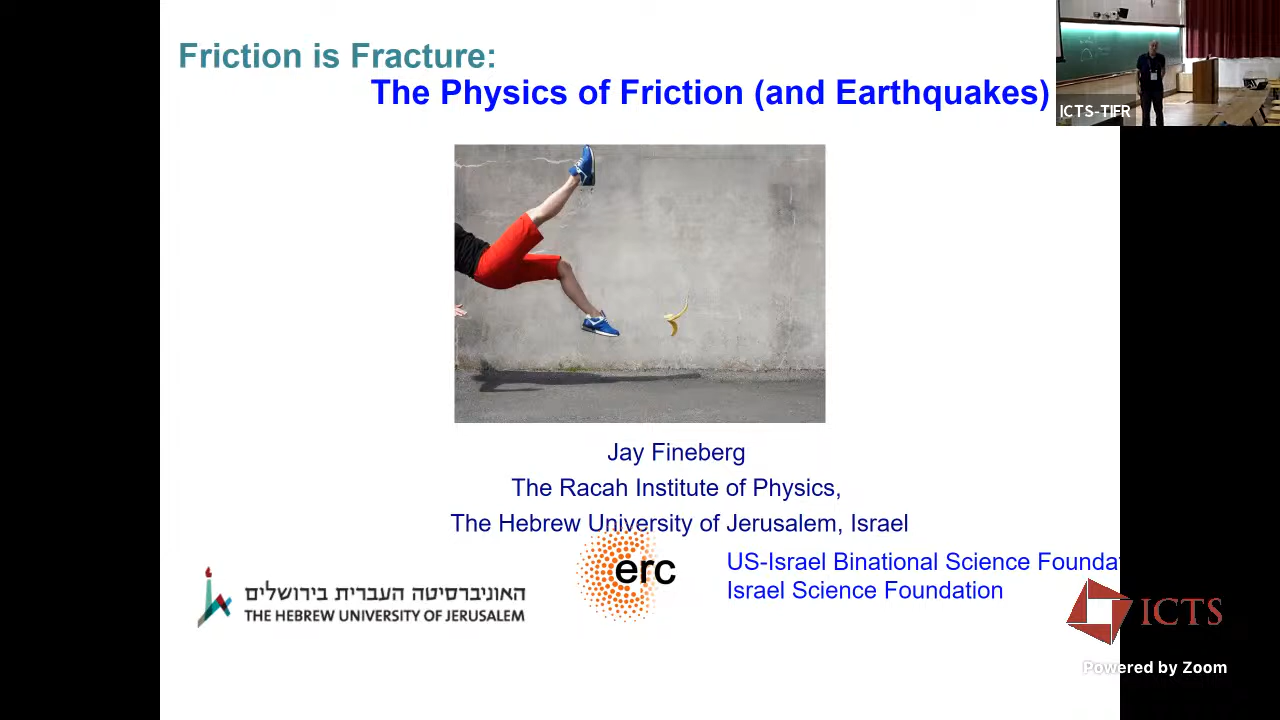 Friction is Fracture:
The Physics of Friction (and Earthquakes)
ICTS-TIFR
Jay Fineberg
The Racah Institute of Physics,
The Hebrew University of Jerusalem, Israel
erc
US-Israel Binational Science Foundat
Israel Science Foundation
האוניברסיטה העברית בירושלים
THE HEBREW UNIVERSITY OF JERUSALEM
ICTS
Powered by Zoom